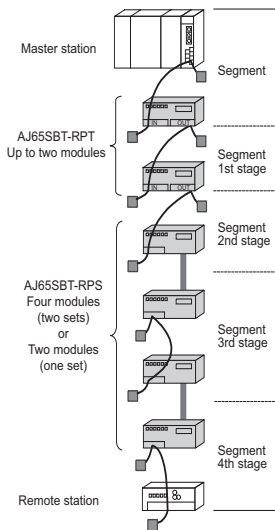 Master station
Segment
IN OUT
AJ65SBT-RPT
Up to two modules
IN OUT
Segment
1st stage
Segment
2nd stage
AJ65SBT-RPS
Four modules
(two sets)
or
Two modules
(one set)
Segment
3rd stage
Segment
4th stage
Remote station